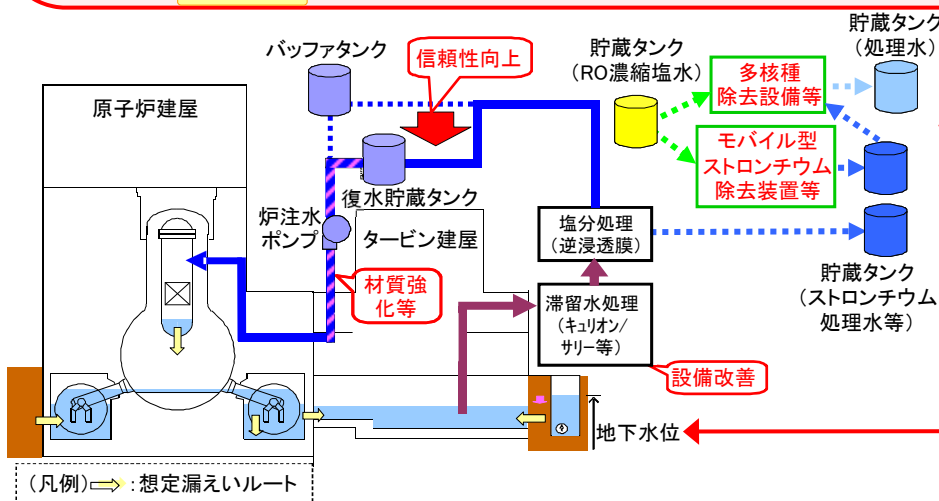 バッファタンク
信頼性向上
貯蔵タンク
(RO濃縮塩水)
貯蔵タンク
(処理水)
多核種
除去設備等
原子炉建屋
モバイル型
ストロンチウム
除去装置等
復水貯蔵タンク
炉注水
ポンプ
タービン建屋
塩分処理
(逆浸透膜)
材質強
化等
貯蔵タンク
(ストロンチウム
処理水等)
滞留水処理
(キュリオン/
サリー等)
設備改善
地下水位
(凡例) :想定漏えいルート